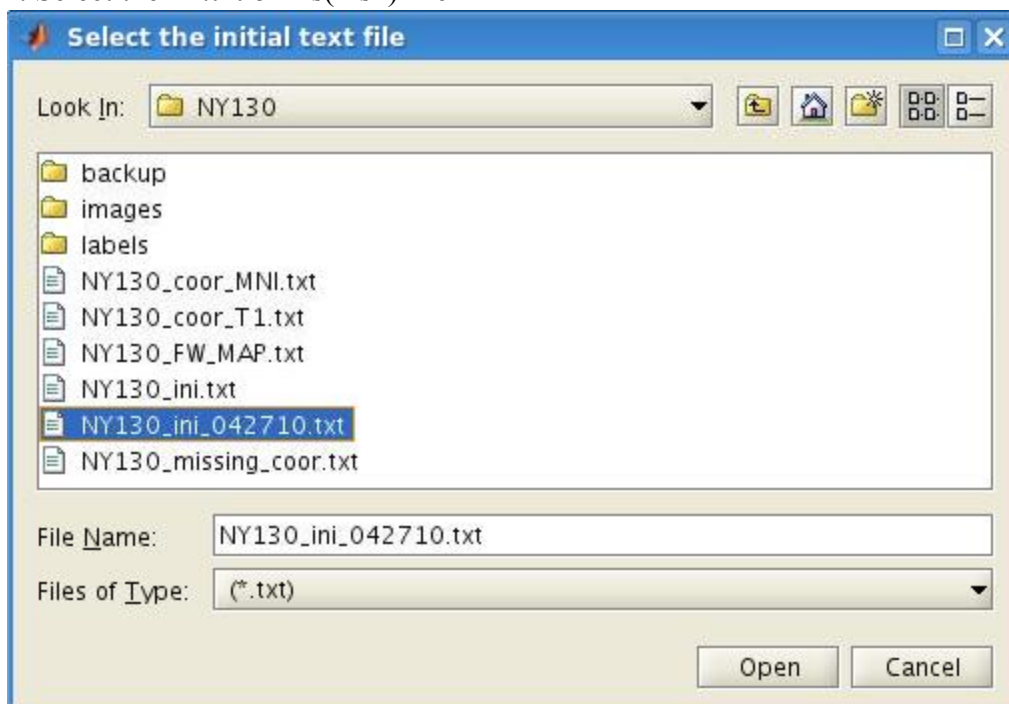 Select the initial text file
Look In: NY130
backup
images
labels
NY130_coor_MNI.txt
NY130_coor_T1.txt
NY130_FW_MAP.txt
NY130_ini.txt
NY130_ini_042710.txt
NY130_missing_coor.txt
File Name: NY130_ini_042710.txt
Files of Type: (*.txt)
Open Cancel